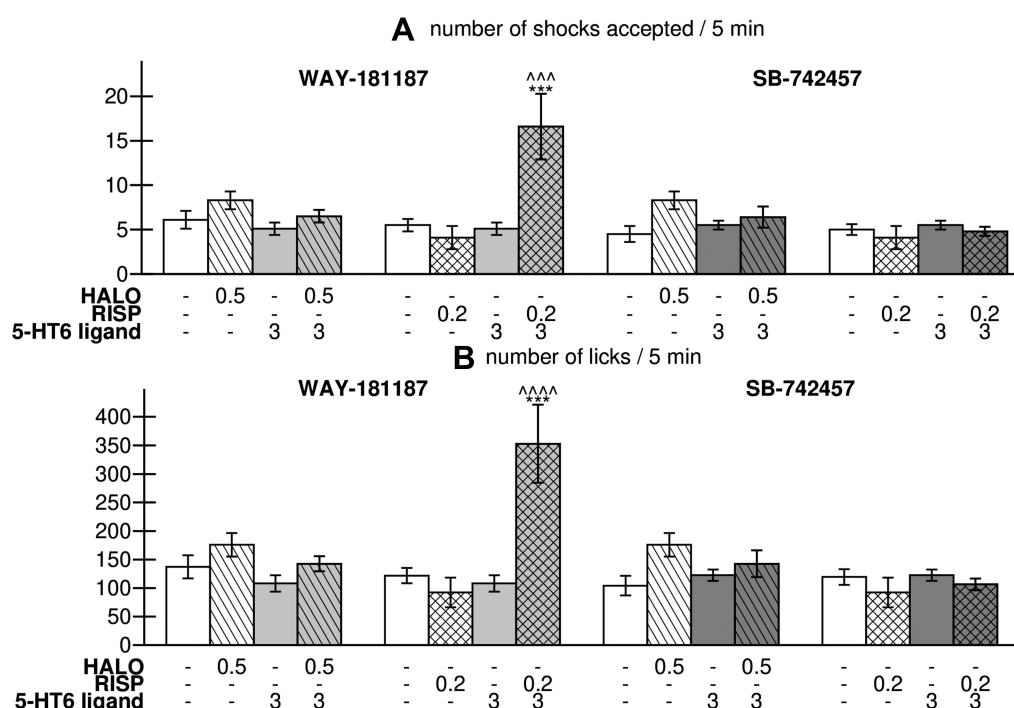 A number of shocks accepted / 5 min
WAY-181187 ^^^ *** SB-742457
20
15
10
5
0
HALO - 0.5 - 0.5 - - - - - 0.5 - 0.5 - - - -
RISP - - - - - 0.2 - 0.2 - - - - - 0.2 - 0.2
5-HT6 ligand - - 3 3 - - 3 3 - - 3 3 - - 3 3
B number of licks / 5 min
WAY-181187 ^^^^ *** SB-742457
400
350
300
250
200
150
100
50
0
HALO - 0.5 - 0.5 - - - - - 0.5 - 0.5 - - - -
RISP - - - - - 0.2 - 0.2 - - - - - 0.2 - 0.2
5-HT6 ligand - - 3 3 - - 3 3 - - 3 3 - - 3 3